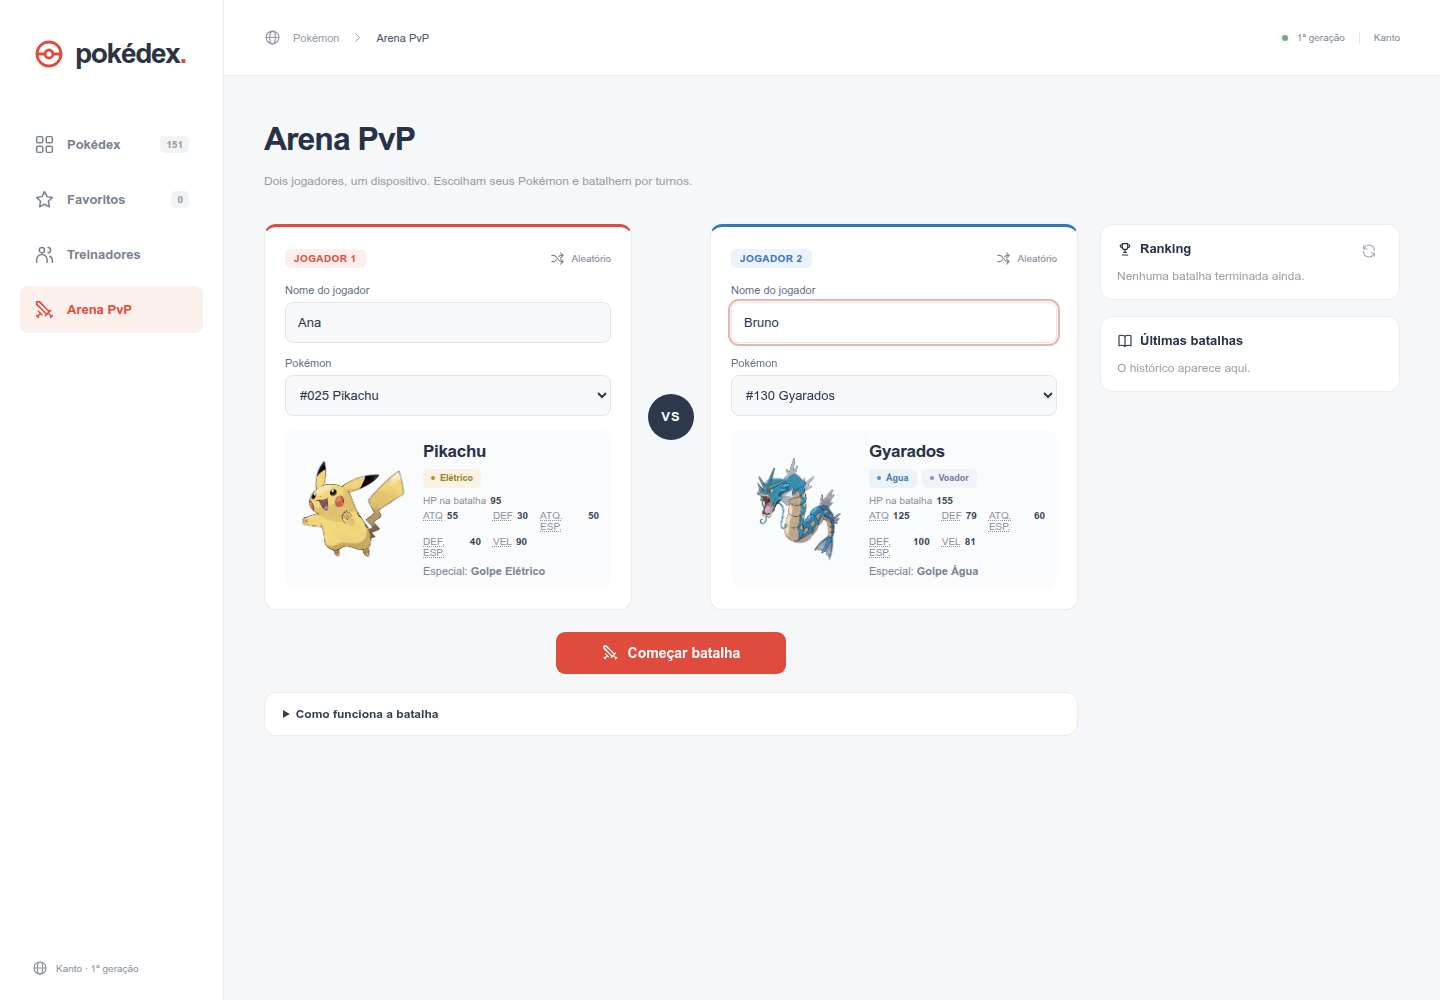 pokédex.
Pokédex 151
Favoritos 0
Treinadores
Arena PvP
Kanto · 1ª geração
Pokémon Arena PvP
1ª geração Kanto
Arena PvP
Dois jogadores, um dispositivo. Escolham seus Pokémon e batalhem por turnos.
JOGADOR 1 Aleatório
Nome do jogador
Ana
Pokémon
#025 Pikachu
Pikachu
Elétrico
HP na batalha 95
ATQ 55 DEF 30 ATQ. ESP. 50
DEF. ESP. 40 VEL 90
Especial: Golpe Elétrico
VS
JOGADOR 2 Aleatório
Nome do jogador
Bruno
Pokémon
#130 Gyarados
Gyarados
Água Voador
HP na batalha 155
ATQ 125 DEF 79 ATQ. ESP. 60
DEF. ESP. 100 VEL 81
Especial: Golpe Água
Começar batalha
Como funciona a batalha
Ranking
Nenhuma batalha terminada ainda.
Últimas batalhas
O histórico aparece aqui.